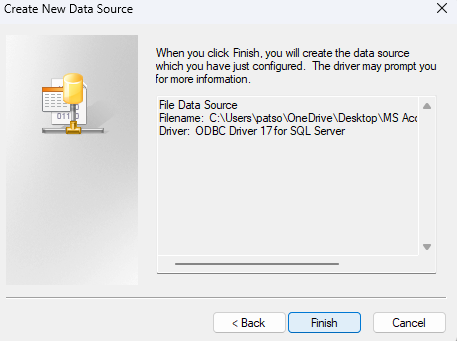 Create New Data Source
When you click Finish, you will create the data source
which you have just configured. The driver may prompt you
for more information.
File Data Source
Filename: C:\Users\patso\OneDrive\Desktop\MS Acc
Driver: ODBC Driver 17 for SQL Server
< Back
Finish
Cancel